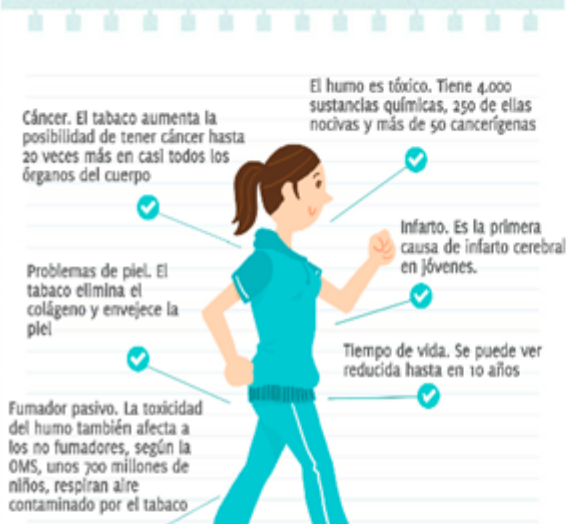 El humo es tóxico. Tiene 4.000
sustancias químicas, 250 de ellas
nocivas y más de 50 cancerígenas
Cáncer. El tabaco aumenta la
posibilidad de tener cáncer hasta
20 veces más en casi todos los
órganos del cuerpo
Infarto. Es la primera
causa de infarto cerebral
en jóvenes.
Problemas de piel. El
tabaco elimina el
colágeno y envejece la
piel
Tiempo de vida. Se puede ver
reducida hasta en 10 años
Fumador pasivo. La toxicidad
del humo también afecta a
los no fumadores, según la
OMS, unos 700 millones de
niños, respiran aire
contaminado por el tabaco